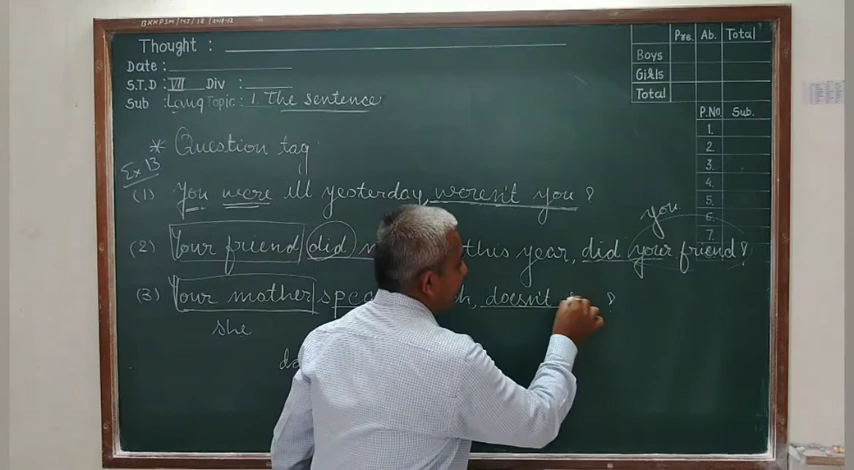 Thought :
Pre. Ab. Total
Boys
Girls
Total
Date :
S.T.D : VII Div :
Sub : Lang Topic : 1. The sentence
P.No. Sub.
1.
2.
3.
4.
5.
6.
7.
* Question tag
Ex 13
(1) You were ill yesterday, weren't you?
you
(2) Your friend did this year, did your friend?
(3) Your mother doesn't ?
she